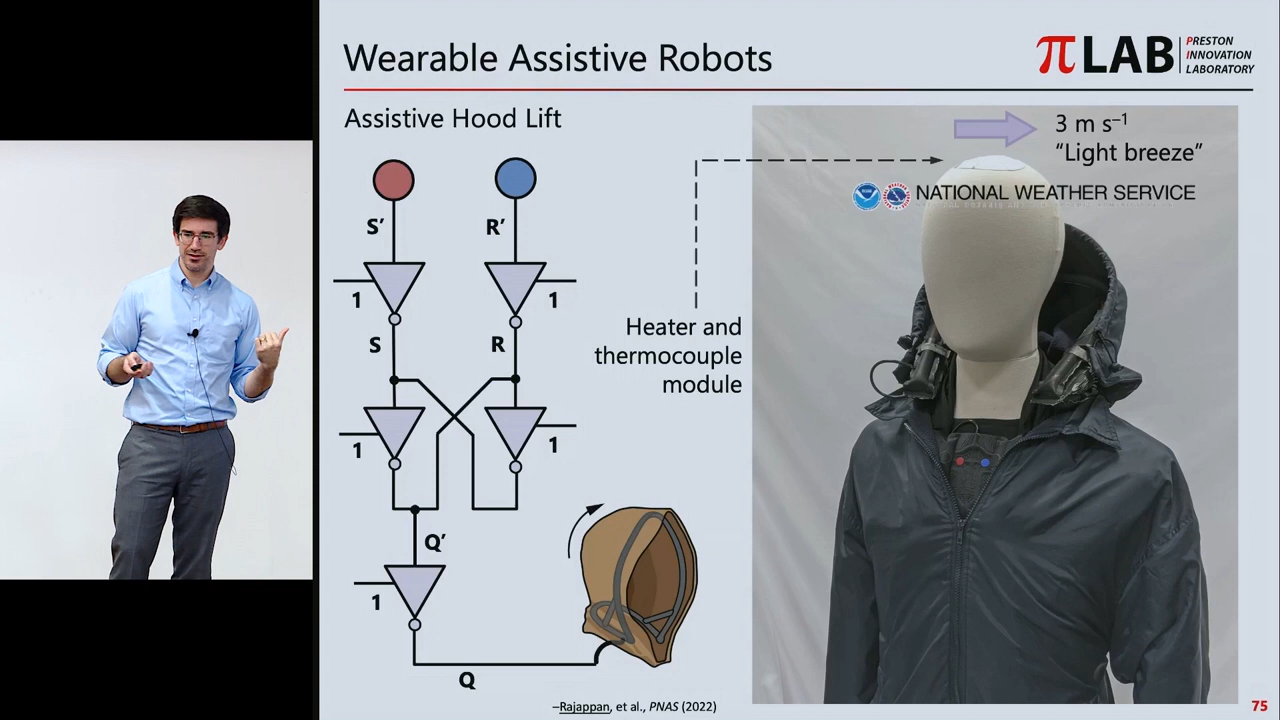 Wearable Assistive Robots
πLAB
PRESTON
INNOVATION
LABORATORY
Assistive Hood Lift
3 m s⁻¹
“Light breeze”
NATIONAL WEATHER SERVICE
S’
R’
1
1
S
R
Heater and
thermocouple
module
1
1
Q’
1
Q
–Rajappan, et al., PNAS (2022)
75